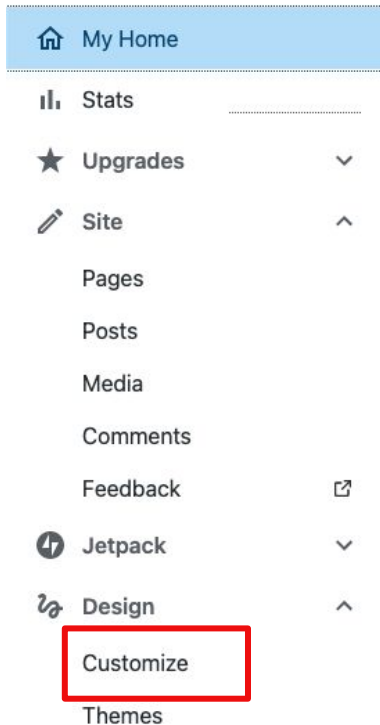 My Home
Stats
Upgrades
Site
Pages
Posts
Media
Comments
Feedback
Jetpack
Design
Customize
Themes